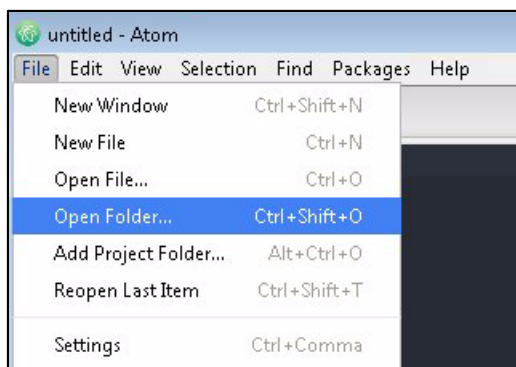 untitled - Atom
File Edit View Selection Find Packages Help
New Window Ctrl+Shift+N
New File Ctrl+N
Open File... Ctrl+O
Open Folder... Ctrl+Shift+O
Add Project Folder... Alt+Ctrl+O
Reopen Last Item Ctrl+Shift+T
Settings Ctrl+Comma